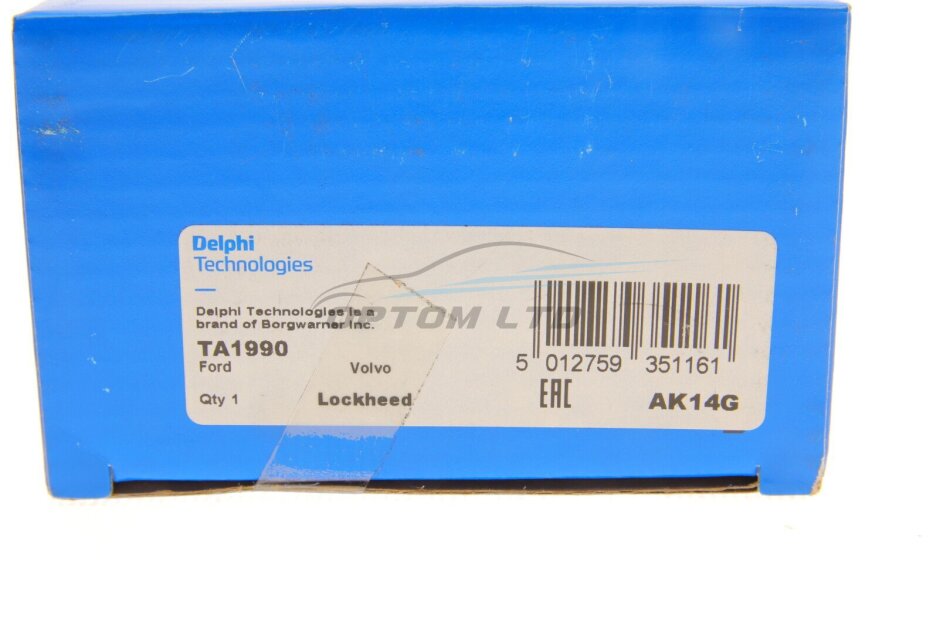 Delphi
Technologies
Delphi Technologies is a
brand of Borgwarner Inc.
OPTOM LTD
TA1990
Ford Volvo
Qty 1 Lockheed
5 012759 351161
EAC AK14G